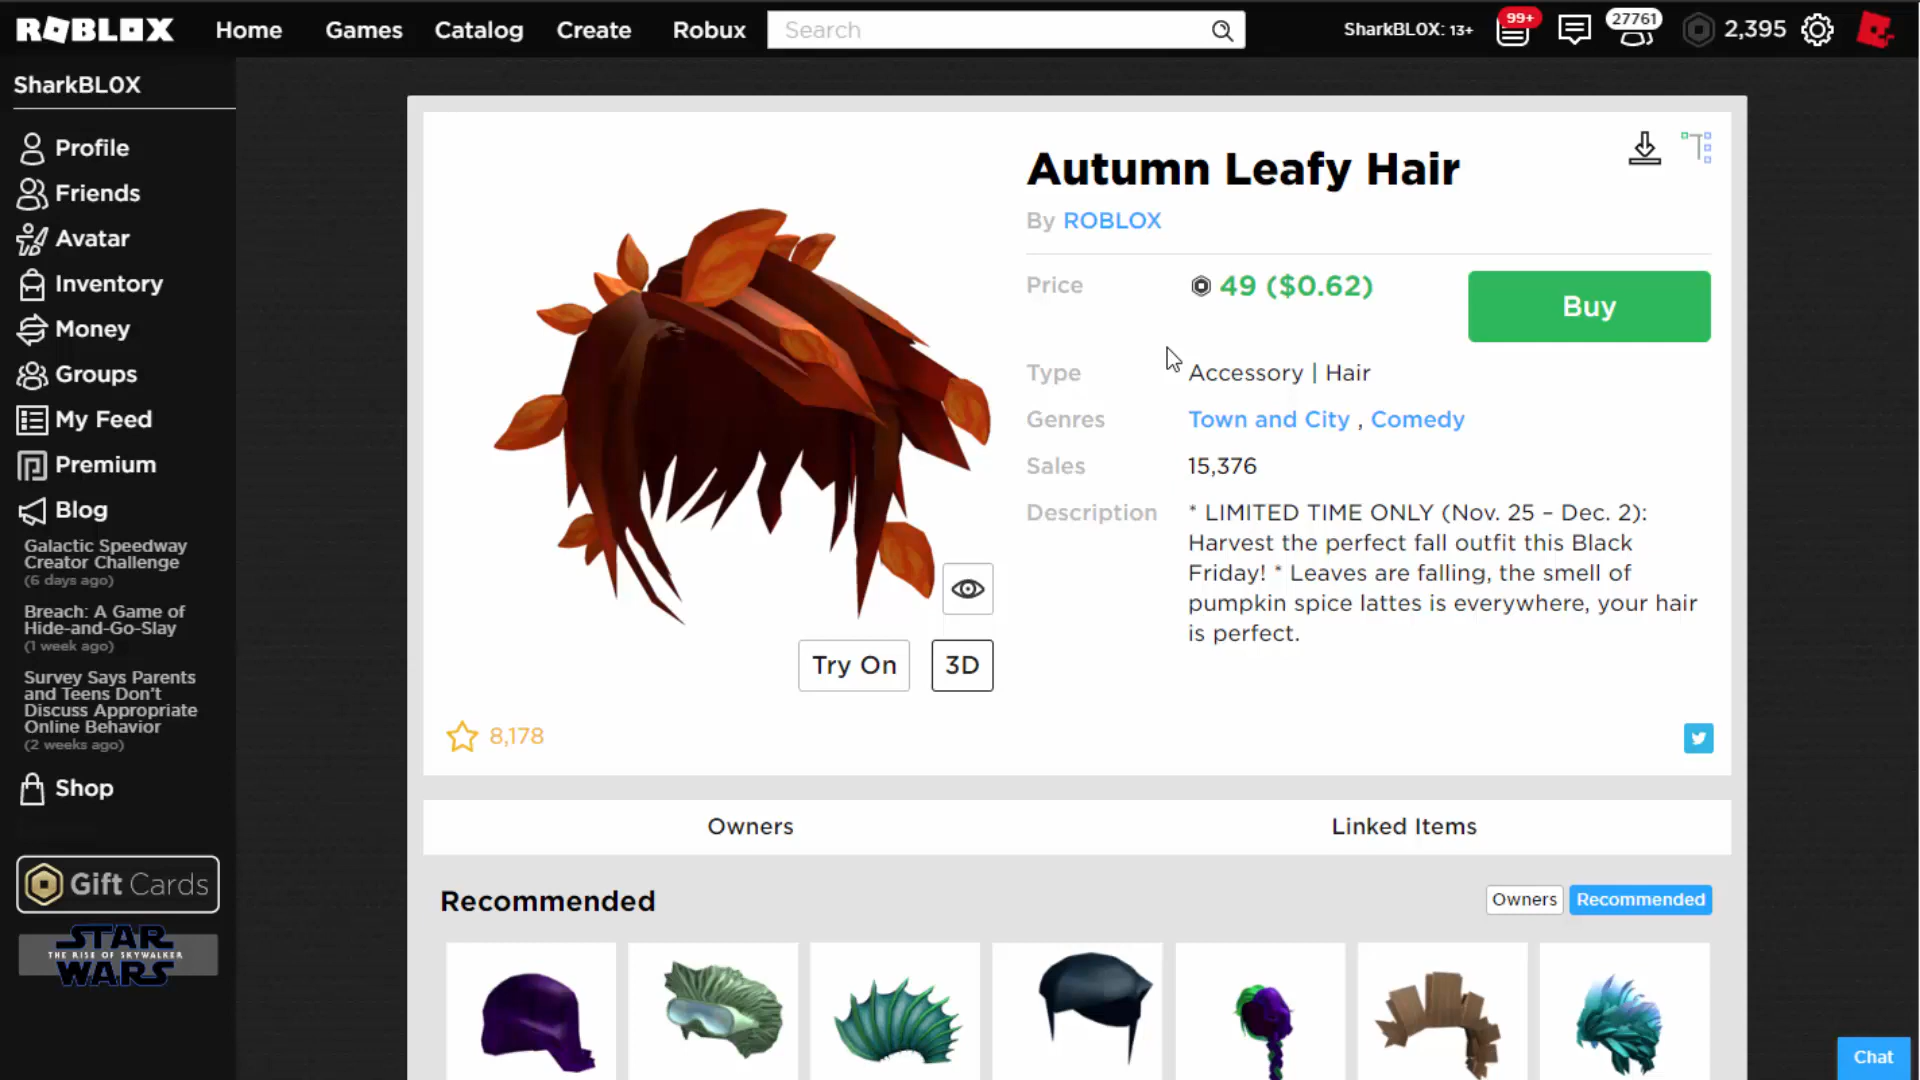 ROBLOX Home Games Catalog Create Robux Search SharkBL0X: 13+ 99+ 27761 2,395
SharkBL0X
Profile
Friends
Avatar
Inventory
Money
Groups
My Feed
Premium
Blog
Galactic Speedway
Creator Challenge
(6 days ago)
Breach: A Game of
Hide-and-Go-Slay
(1 week ago)
Survey Says Parents
and Teens Don't
Discuss Appropriate
Online Behavior
(2 weeks ago)
Shop
Gift Cards
STAR
THE RISE OF SKYWALKER
WARS
Autumn Leafy Hair
By ROBLOX
Price 49 ($0.62)
Buy
Type Accessory | Hair
Genres Town and City , Comedy
Sales 15,376
Description * LIMITED TIME ONLY (Nov. 25 – Dec. 2):
Harvest the perfect fall outfit this Black
Friday! * Leaves are falling, the smell of
pumpkin spice lattes is everywhere, your hair
is perfect.
Try On 3D
8,178
Owners Linked Items
Recommended Owners Recommended
Chat